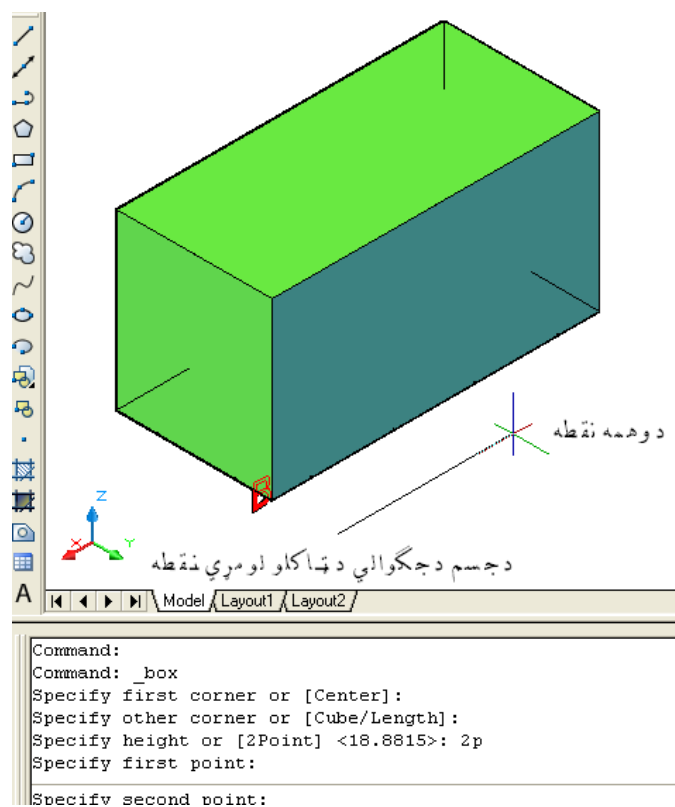 دوهمه نقطه
Z
X
Y
دجسم دجګوالي دټاکلو لومړي نقطه
A
Model Layout1 Layout2
Command:
Command: _box
Specify first corner or [Center]:
Specify other corner or [Cube/Length]:
Specify height or [2Point] <18.8815>: 2p
Specify first point:
Specify second point: